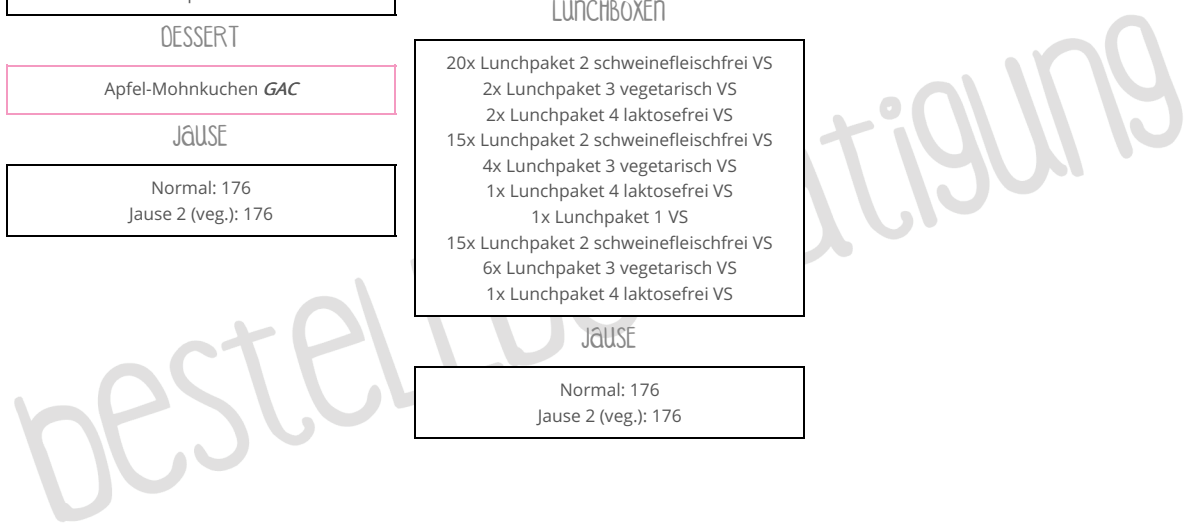 DESSERT
Apfel-Mohnkuchen GAC
Jause
Normal: 176
Jause 2 (veg.): 176
LUNCHBOXEN
20x Lunchpaket 2 schweinefleischfrei VS
2x Lunchpaket 3 vegetarisch VS
2x Lunchpaket 4 laktosefrei VS
15x Lunchpaket 2 schweinefleischfrei VS
4x Lunchpaket 3 vegetarisch VS
1x Lunchpaket 4 laktosefrei VS
1x Lunchpaket 1 VS
15x Lunchpaket 2 schweinefleischfrei VS
6x Lunchpaket 3 vegetarisch VS
1x Lunchpaket 4 laktosefrei VS
Jause
Normal: 176
Jause 2 (veg.): 176